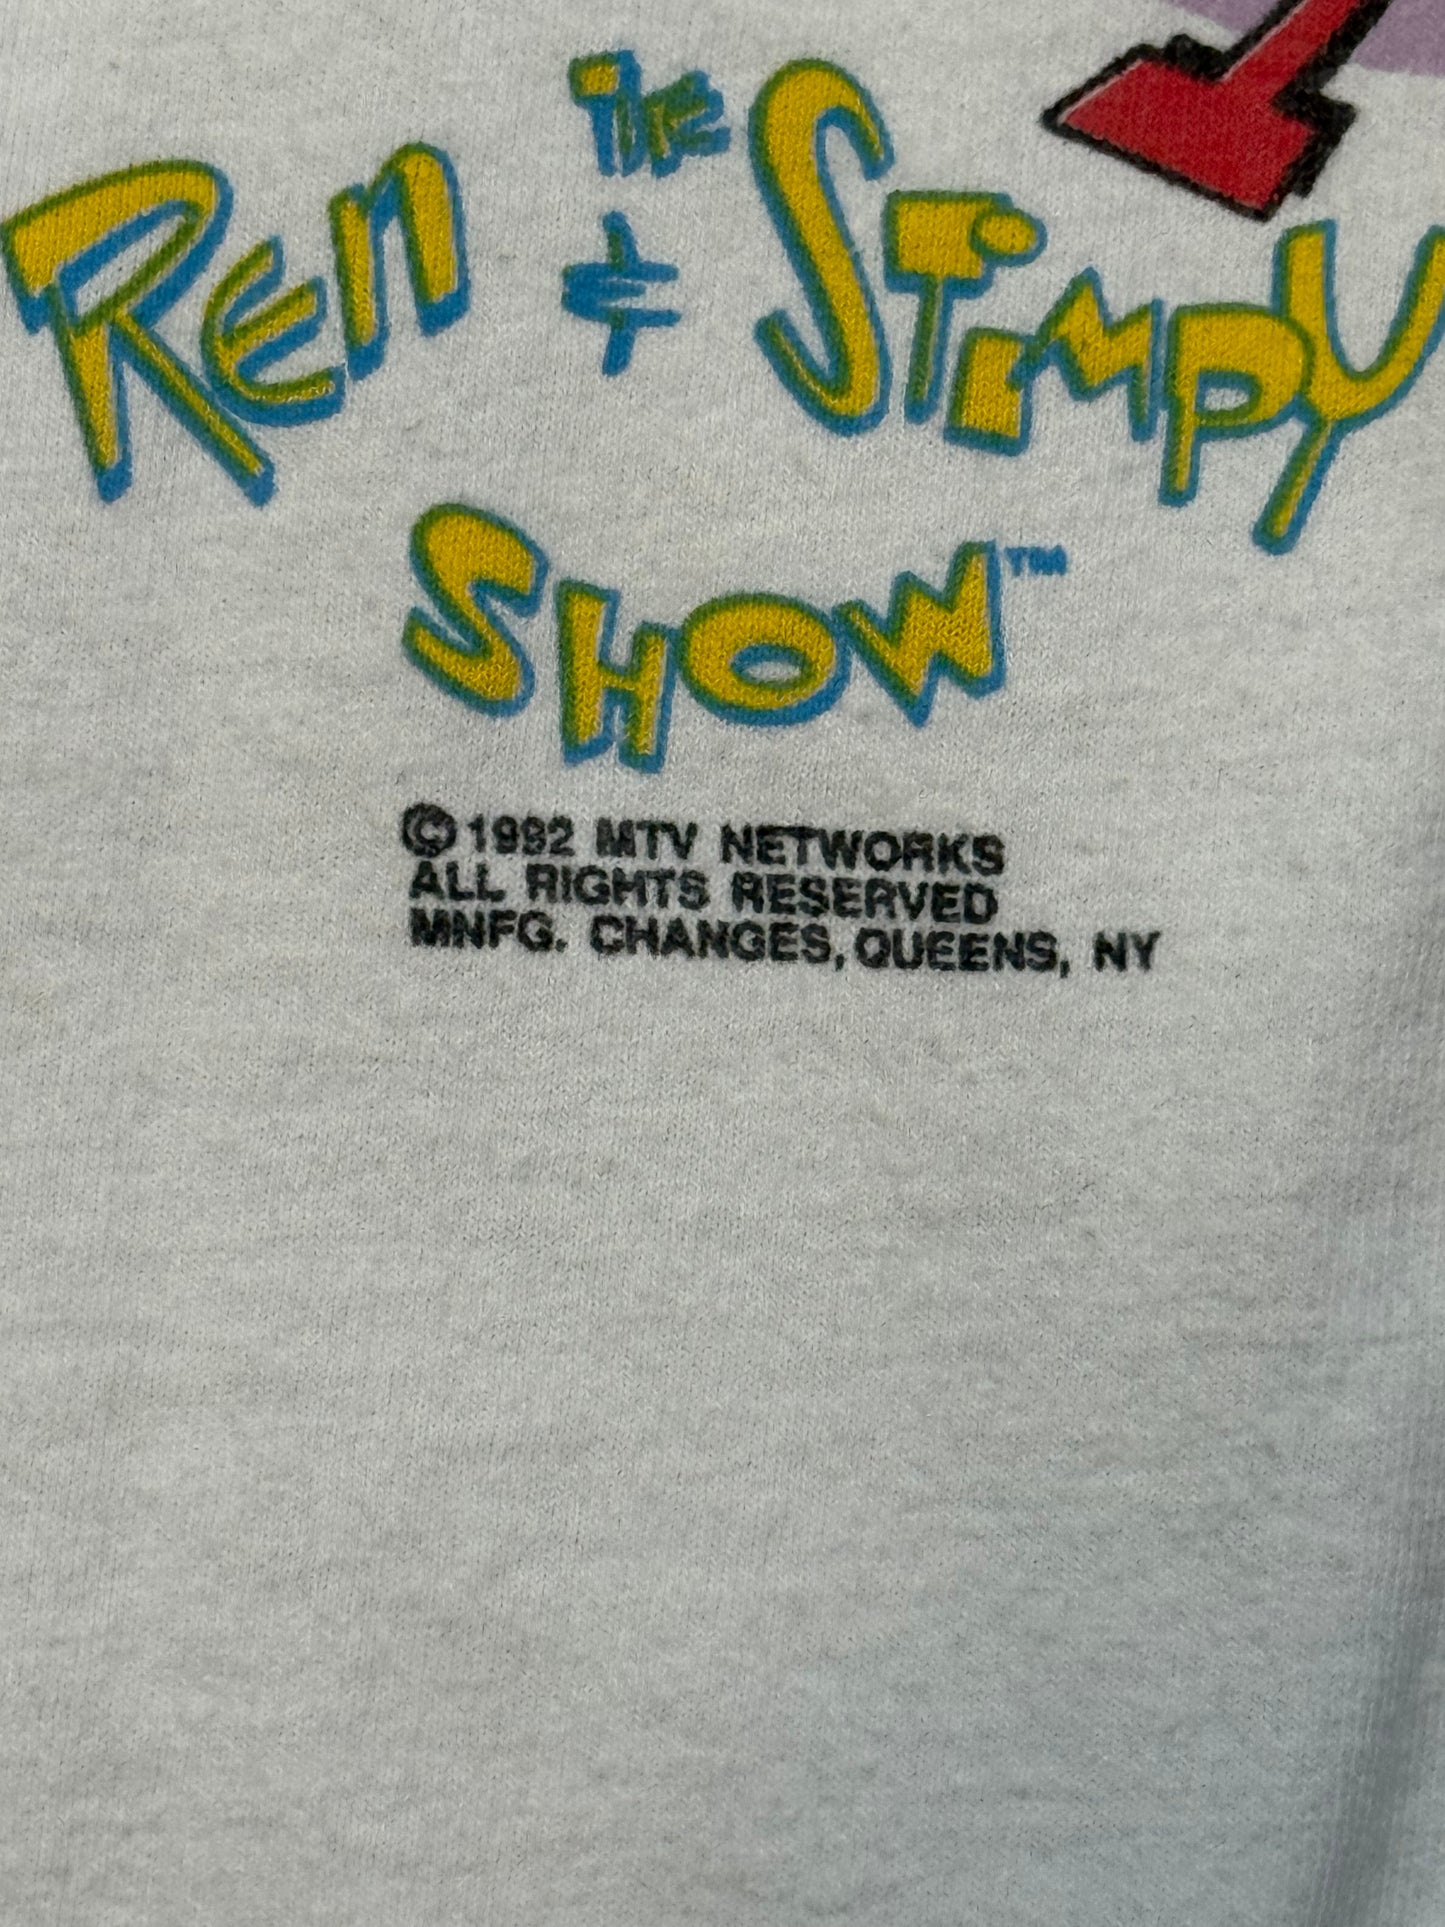 THE
REN & STIMPY
SHOW™
© 1992 MTV NETWORKS
ALL RIGHTS RESERVED
MNFG. CHANGES, QUEENS, NY